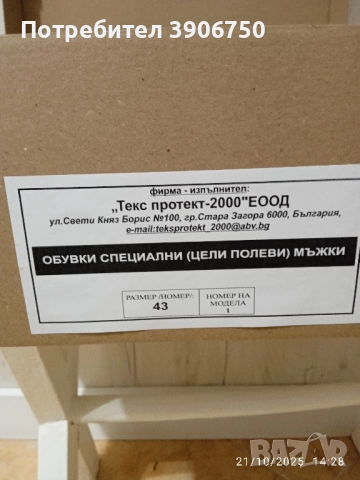 Потребител 3906750
фирма - изпълнител:
„Текс протект-2000"ЕООД
ул.Свети Княз Борис №100, гр.Стара Загора 6000, България,
e-mail:teksprotekt_2000@abv.bg
ОБУВКИ СПЕЦИАЛНИ (ЦЕЛИ ПОЛЕВИ) МЪЖКИ
РАЗМЕР /НОМЕР/: НОМЕР НА
43 МОДЕЛА
1
BAZAR
21/10/2025 14:28